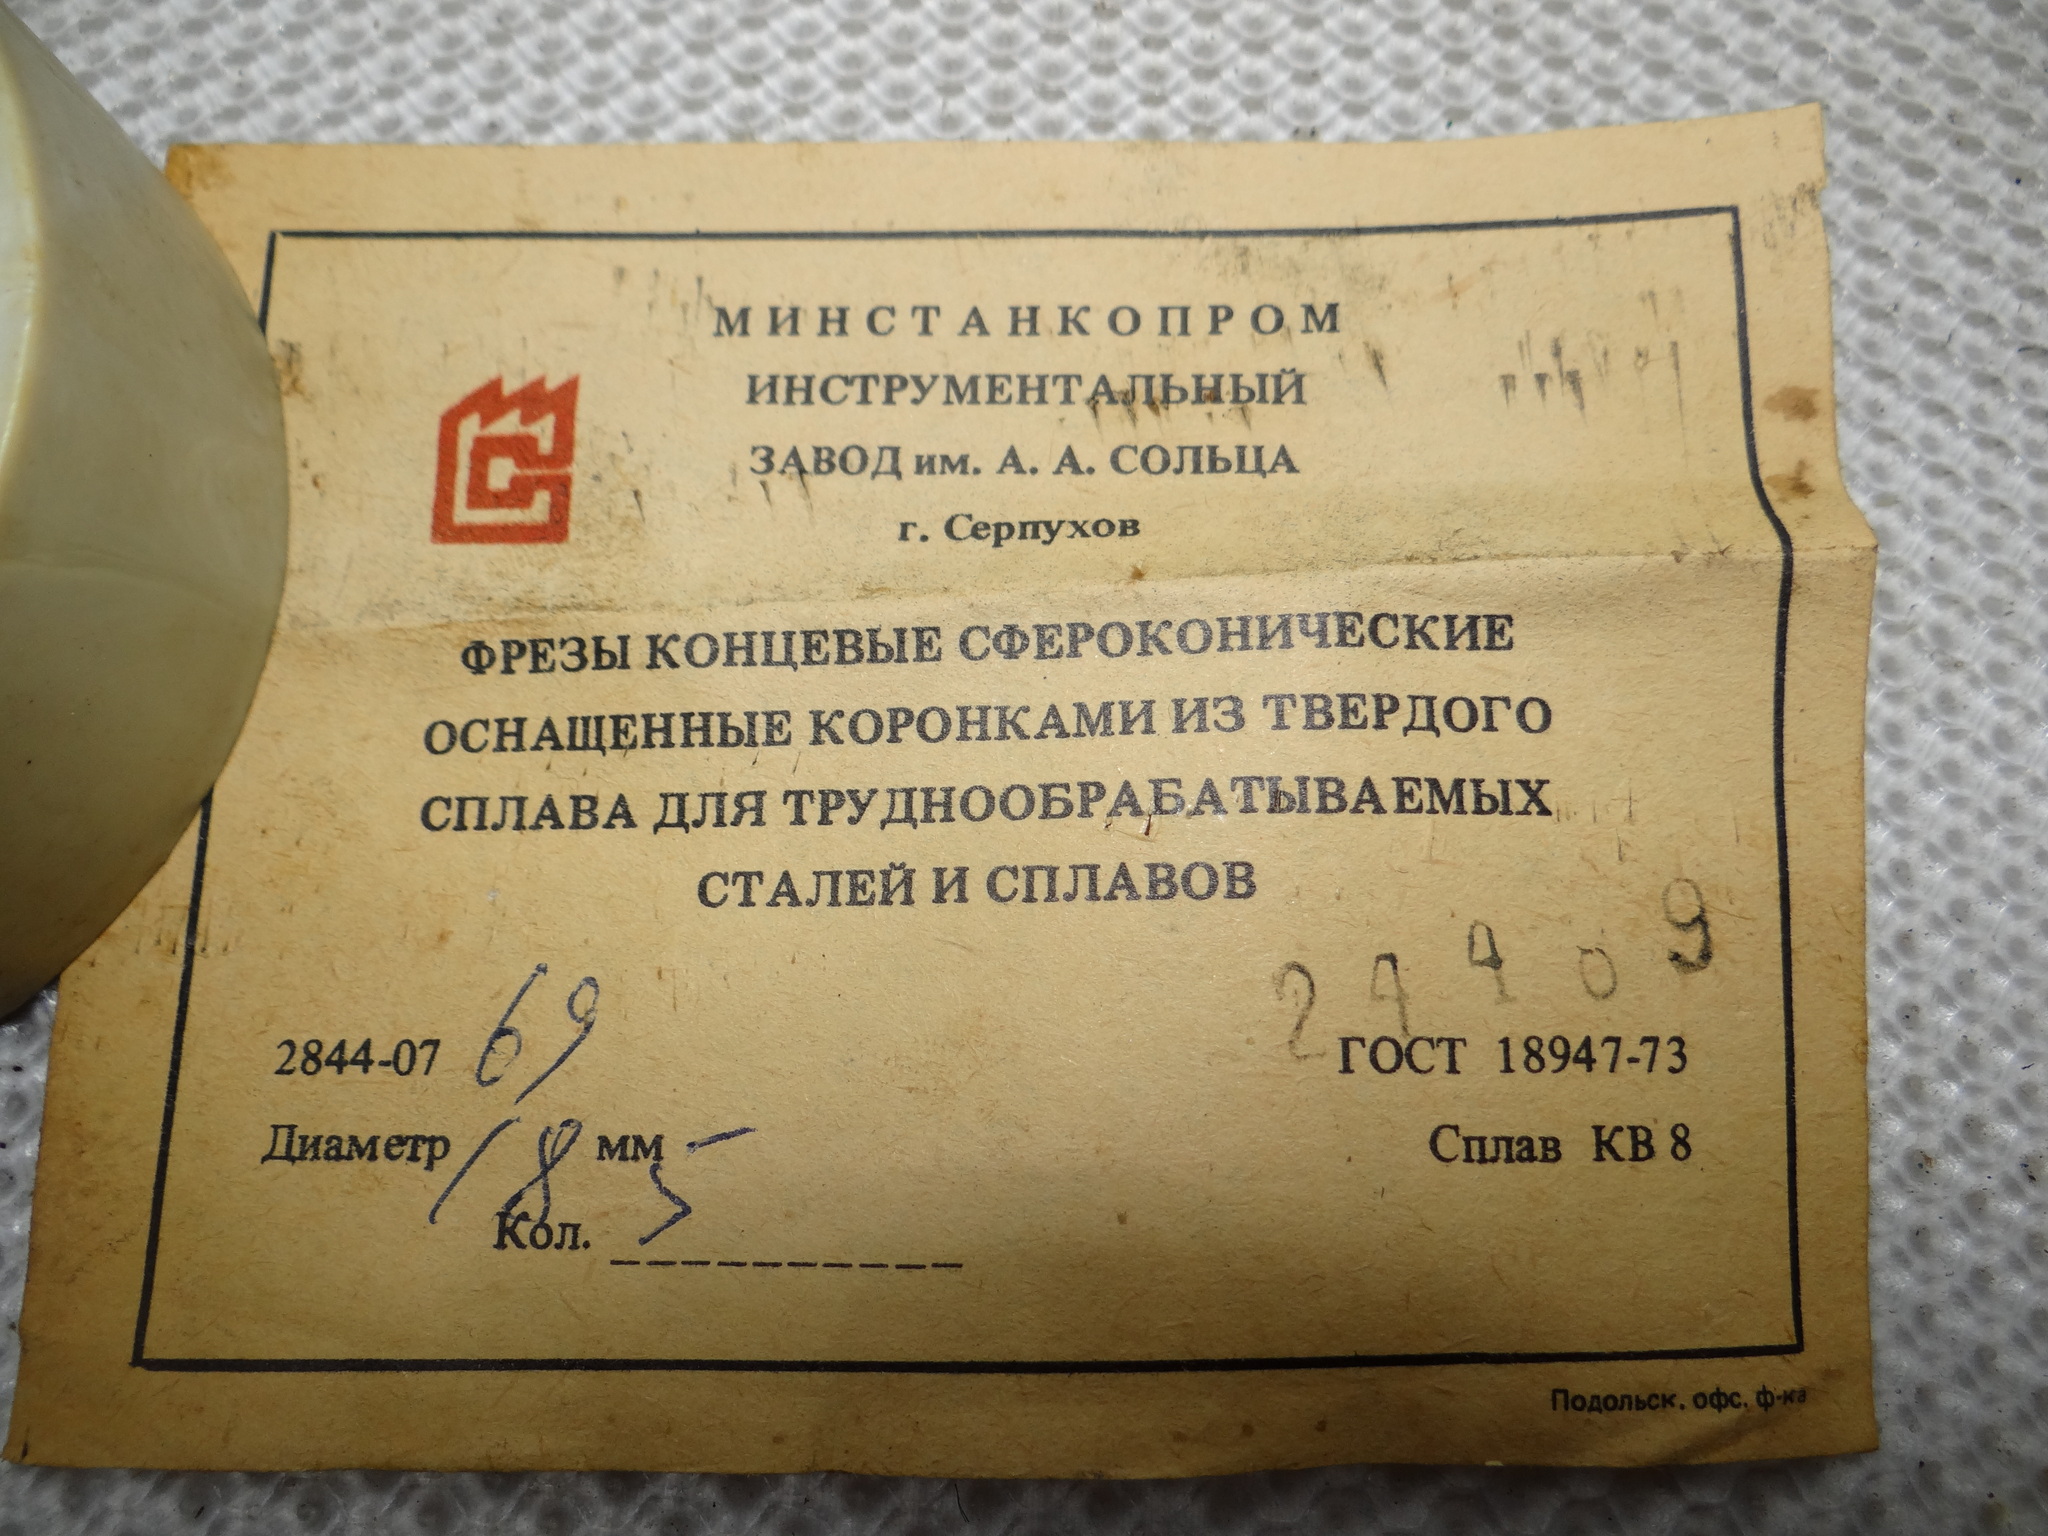 МИНСТАНКОПРОМ
ИНСТРУМЕНТАЛЬНЫЙ
ЗАВОД им. А. А. СОЛЬЦА
г. Серпухов
ФРЕЗЫ КОНЦЕВЫЕ СФЕРОКОНИЧЕСКИЕ
ОСНАЩЕННЫЕ КОРОНКАМИ ИЗ ТВЕРДОГО
СПЛАВА ДЛЯ ТРУДНООБРАБАТЫВАЕМЫХ
СТАЛЕЙ И СПЛАВОВ
2844-07 69
ГОСТ 18947-73
Диаметр 18 мм
Сплав КВ 8
Кол. 5
Подольск. офс. ф-ка